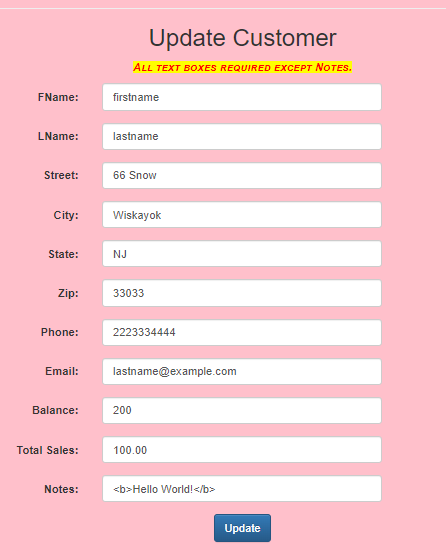 Update Customer
ALL TEXT BOXES REQUIRED EXCEPT NOTES.
FName: firstname
LName: lastname
Street: 66 Snow
City: Wiskayok
State: NJ
Zip: 33033
Phone: 2223334444
Email: lastname@example.com
Balance: 200
Total Sales: 100.00
Notes: <b>Hello World!</b>
Update